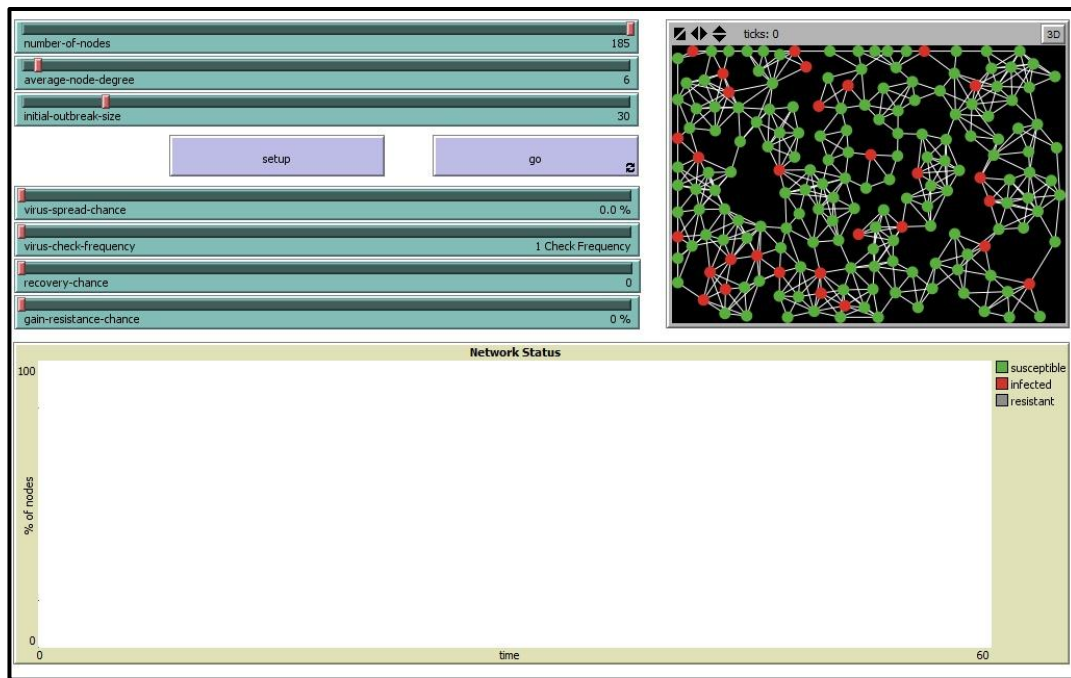 number-of-nodes 185
average-node-degree 6
initial-outbreak-size 30
setup go
virus-spread-chance 0.0 %
virus-check-frequency 1 Check Frequency
recovery-chance 0
gain-resistance-chance 0 %
ticks: 0 3D
Network Status
100
% of nodes
0
0 time 60
susceptible
infected
resistant